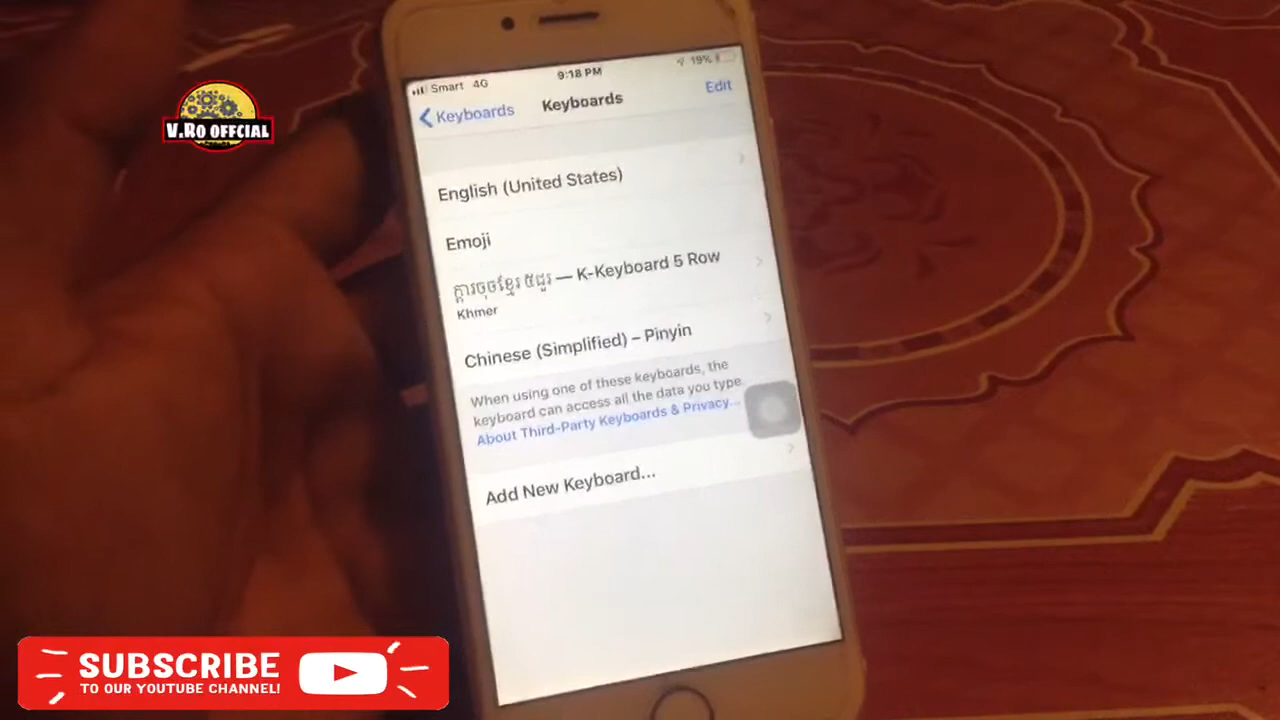 Smart 4G
9:18 PM
19%
Keyboards
Keyboards
Edit
V.RO OFFCIAL
English (United States)
Emoji
ក្ដារចុចខ្មែរ ៥ជួរ — K-Keyboard 5 Row
Khmer
Chinese (Simplified) – Pinyin
When using one of these keyboards, the
keyboard can access all the data you type.
About Third-Party Keyboards & Privacy...
Add New Keyboard...
SUBSCRIBE
TO OUR YOUTUBE CHANNEL!